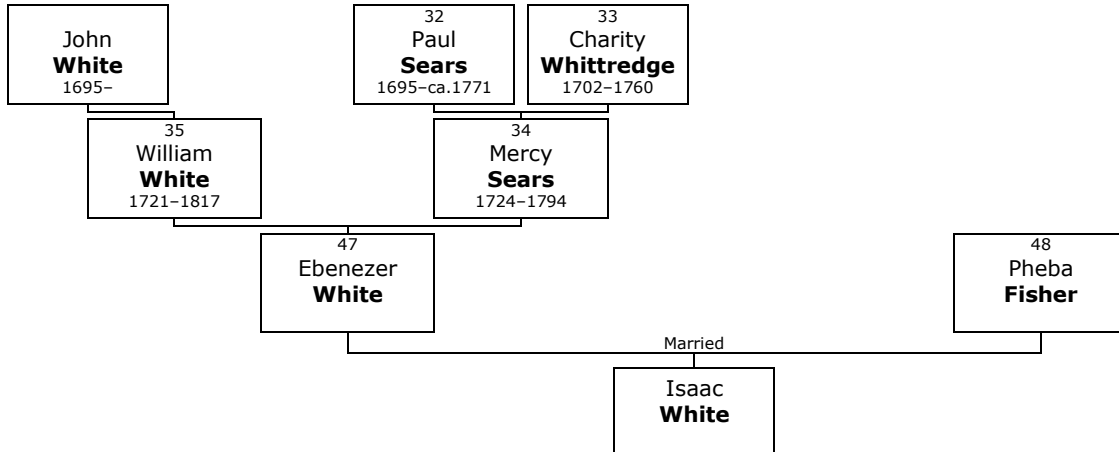 John
White
1695–
32
Paul
Sears
1695–ca.1771
33
Charity
Whittredge
1702–1760
35
William
White
1721–1817
34
Mercy
Sears
1724–1794
47
Ebenezer
White
48
Pheba
Fisher
Married
Isaac
White